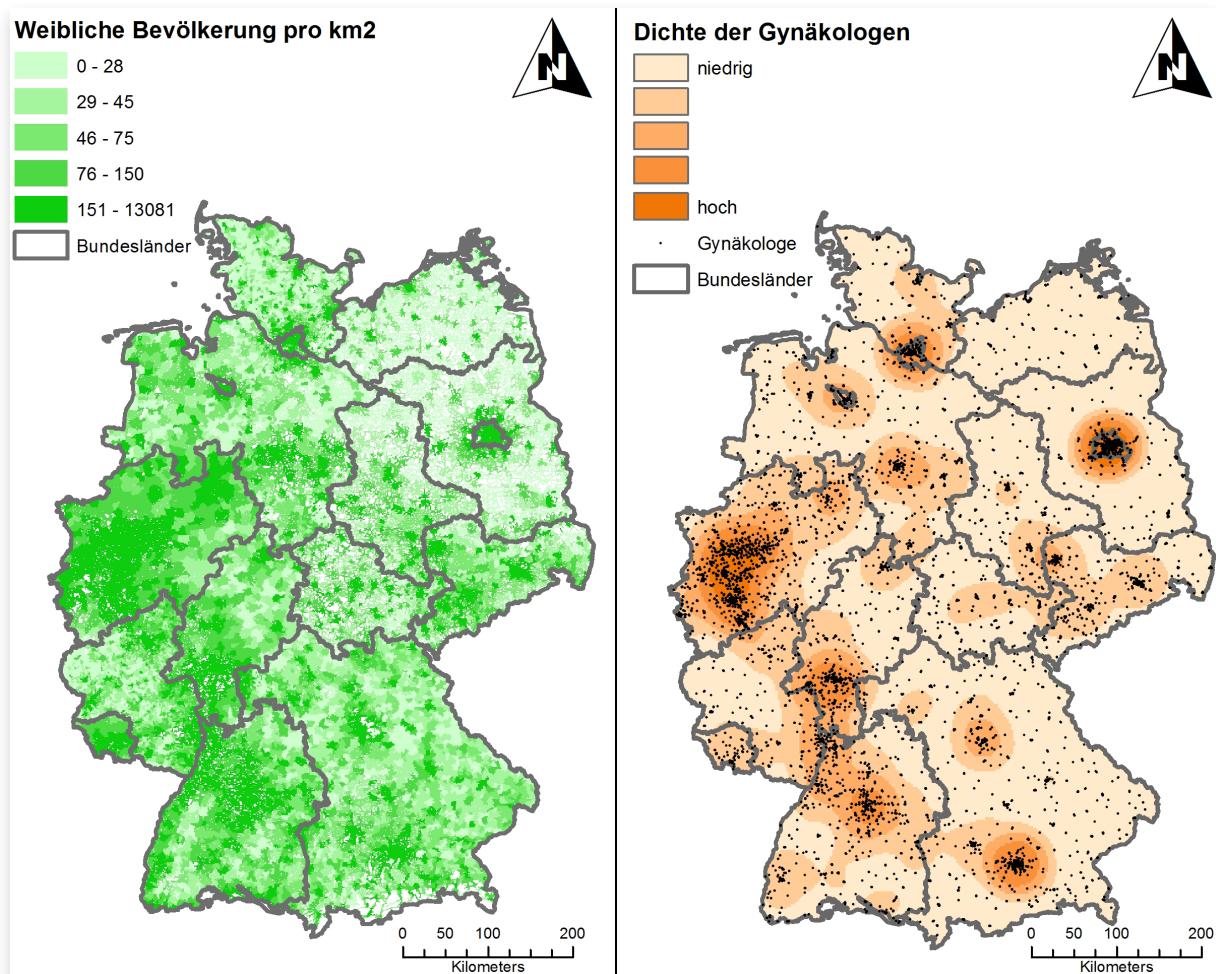 Weibliche Bevölkerung pro km2
0 - 28
29 - 45
46 - 75
76 - 150
151 - 13081
Bundesländer
N
0 50 100 200
Kilometers
Dichte der Gynäkologen
niedrig
hoch
Gynäkologe
Bundesländer
N
0 50 100 200
Kilometers